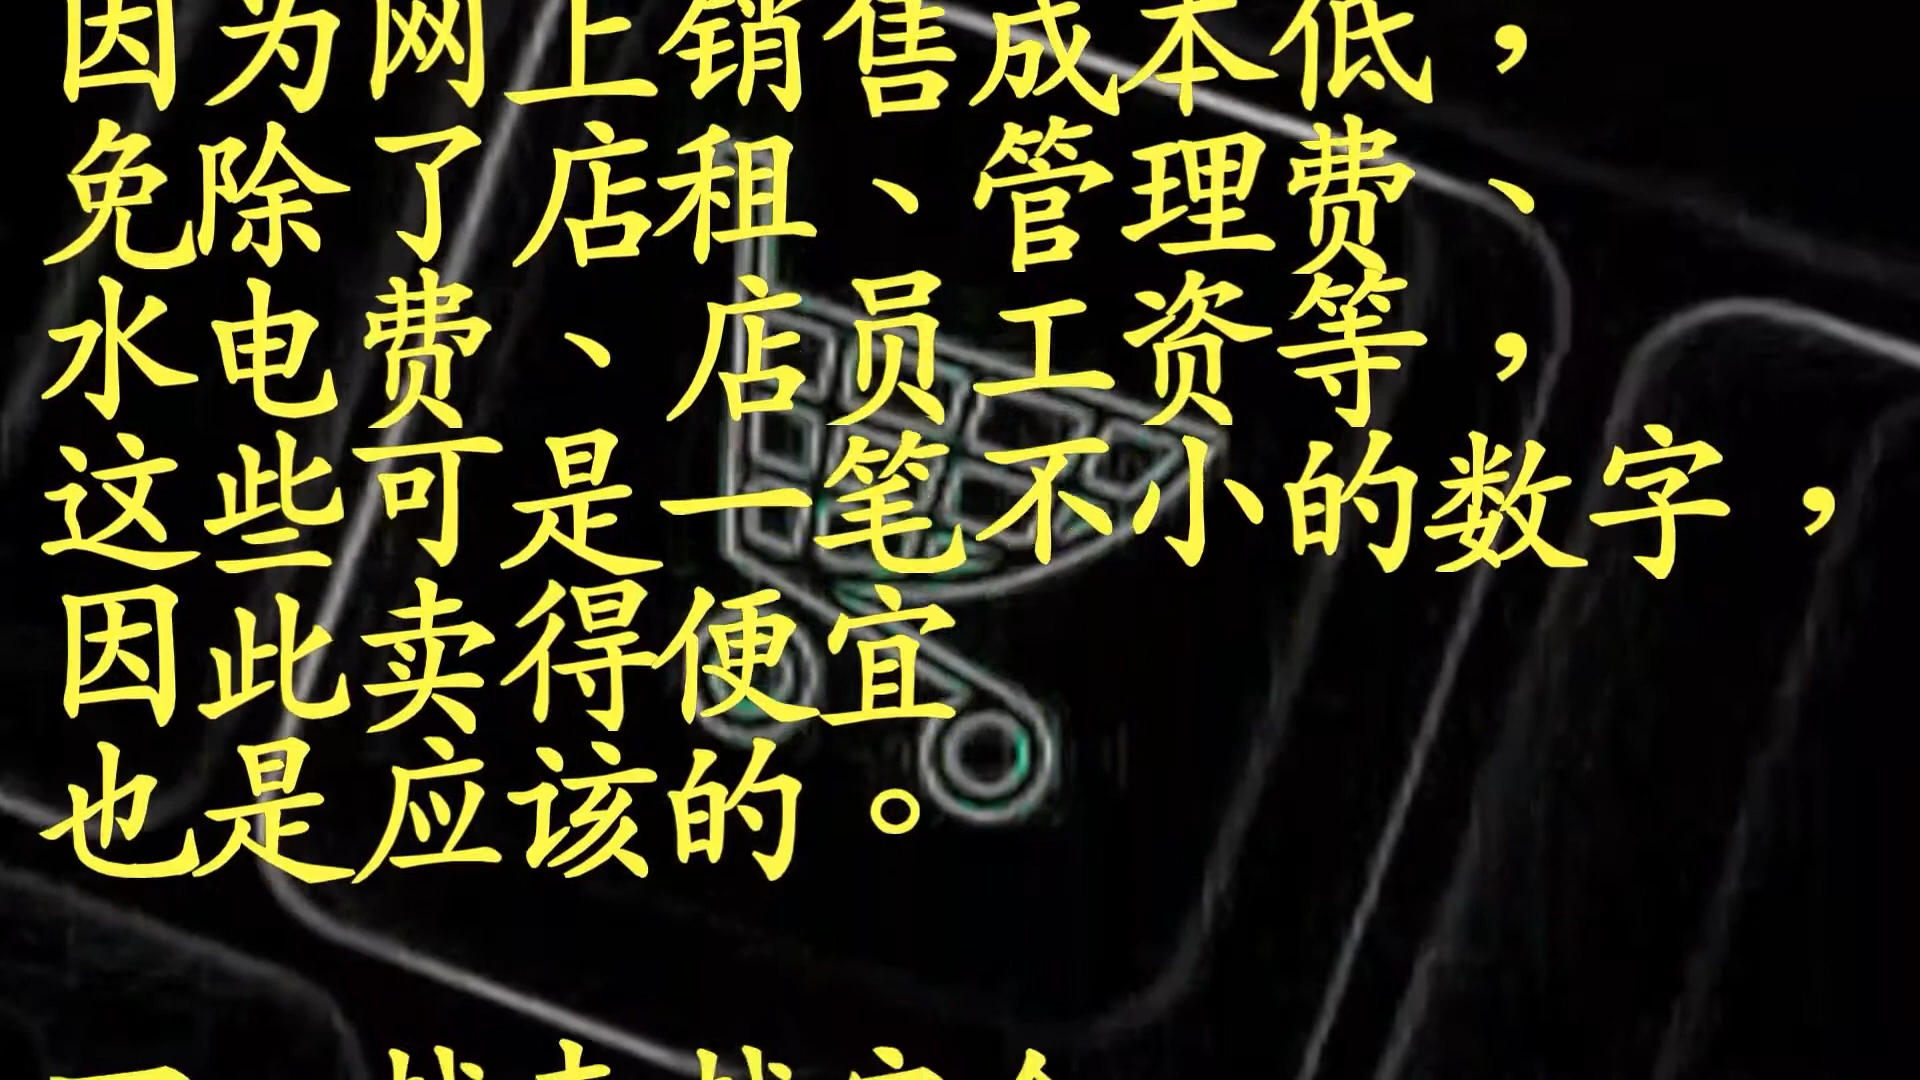 因为网上销售成本低，
免除了店租、管理费、
水电费、店员工资等，
这些可是一笔不小的数字，
因此卖得便宜
也是应该的。